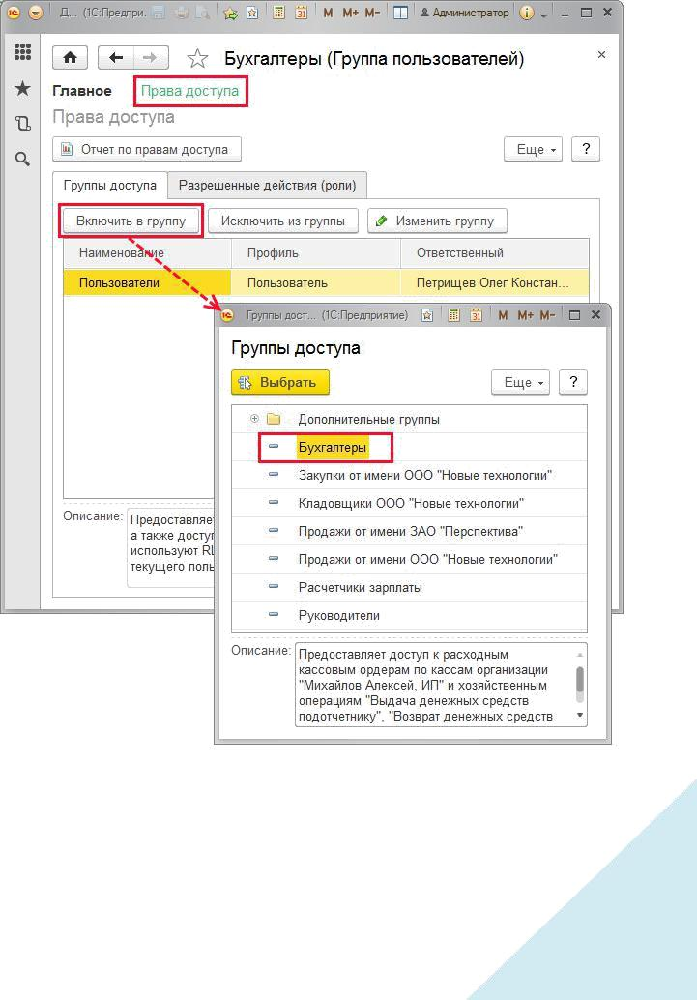 Д... (1С:Предпри. M M+ M- Администратор
Бухгалтеры (Группа пользователей)
Главное Права доступа
Права доступа
Отчет по правам доступа Еще ?
Группы доступа Разрешенные действия (роли)
Включить в группу Исключить из группы Изменить группу
Наименование Профиль Ответственный
Пользователи Пользователь Петрищев Олег Констан...
Группы дост... (1С:Предприятие) 31 M M+ M-
Группы доступа
Выбрать Еще ?
Дополнительные группы
Бухгалтеры
Закупки от имени ООО "Новые технологии"
Кладовщики ООО "Новые технологии"
Продажи от имени ЗАО "Перспектива"
Продажи от имени ООО "Новые технологии"
Расчетчики зарплаты
Руководители
Описание: Предоставляет
а также досту
используют RL
текущего поль
Описание: Предоставляет доступ к расходным
кассовым ордерам по кассам организации
"Михайлов Алексей, ИП" и хозяйственным
операциям "Выдача денежных средств
подотчетнику", "Возврат денежных средств